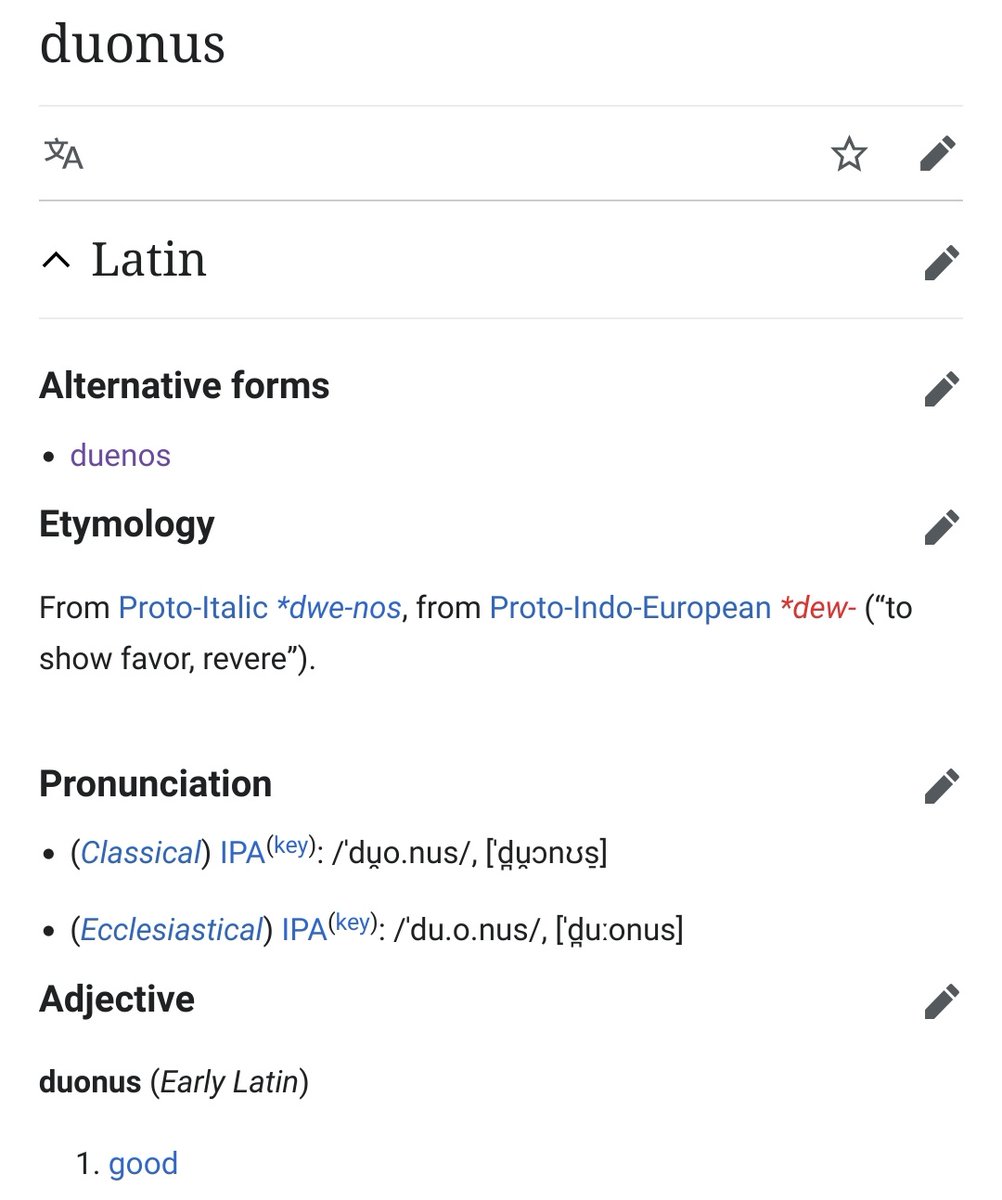 duonus
文A
Latin
Alternative forms
• duenos
Etymology
From Proto-Italic *dwe-nos, from Proto-Indo-European *dew- (“to
show favor, revere”).
Pronunciation
• (Classical) IPA(key): /ˈdu̯o.nus/, [ˈd̪u̯ɔnʊs̠]
• (Ecclesiastical) IPA(key): /ˈdu.o.nus/, [ˈd̪uːonus]
Adjective
duonus (Early Latin)
1. good